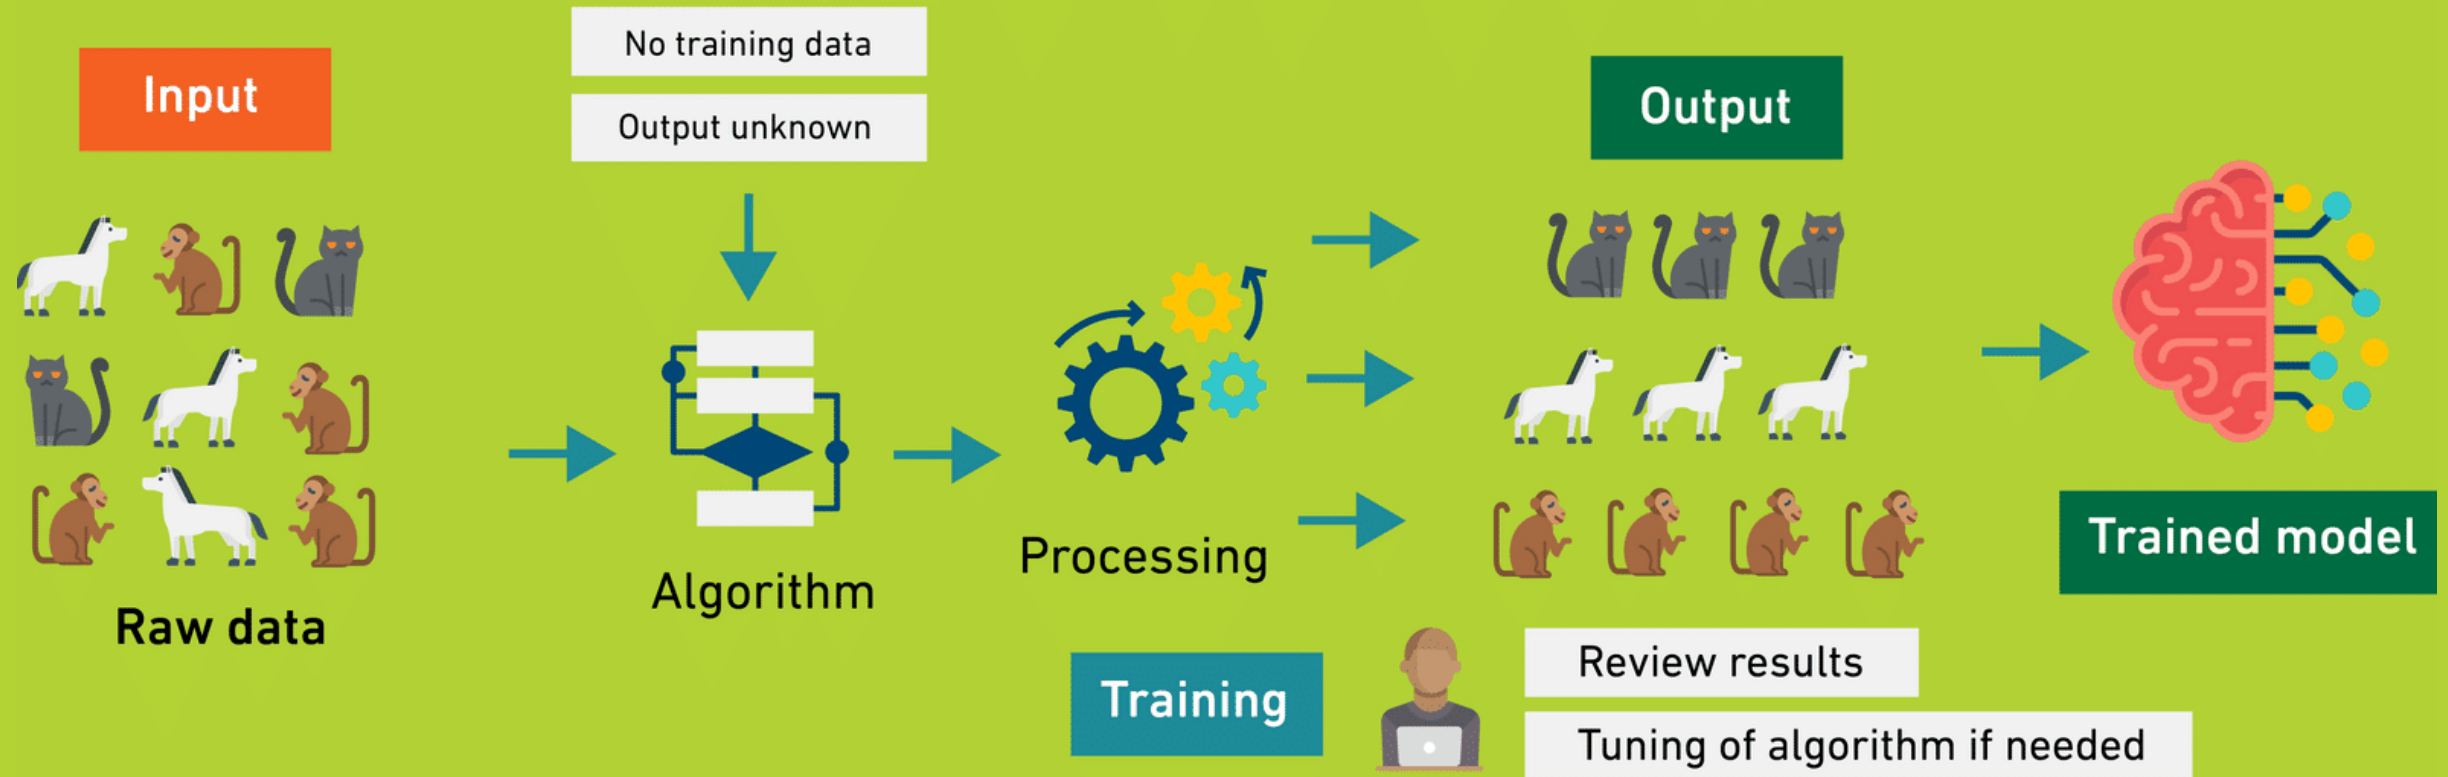 Input
Raw data
No training data
Output unknown
Algorithm
Processing
Output
Trained model
Training
Review results
Tuning of algorithm if needed